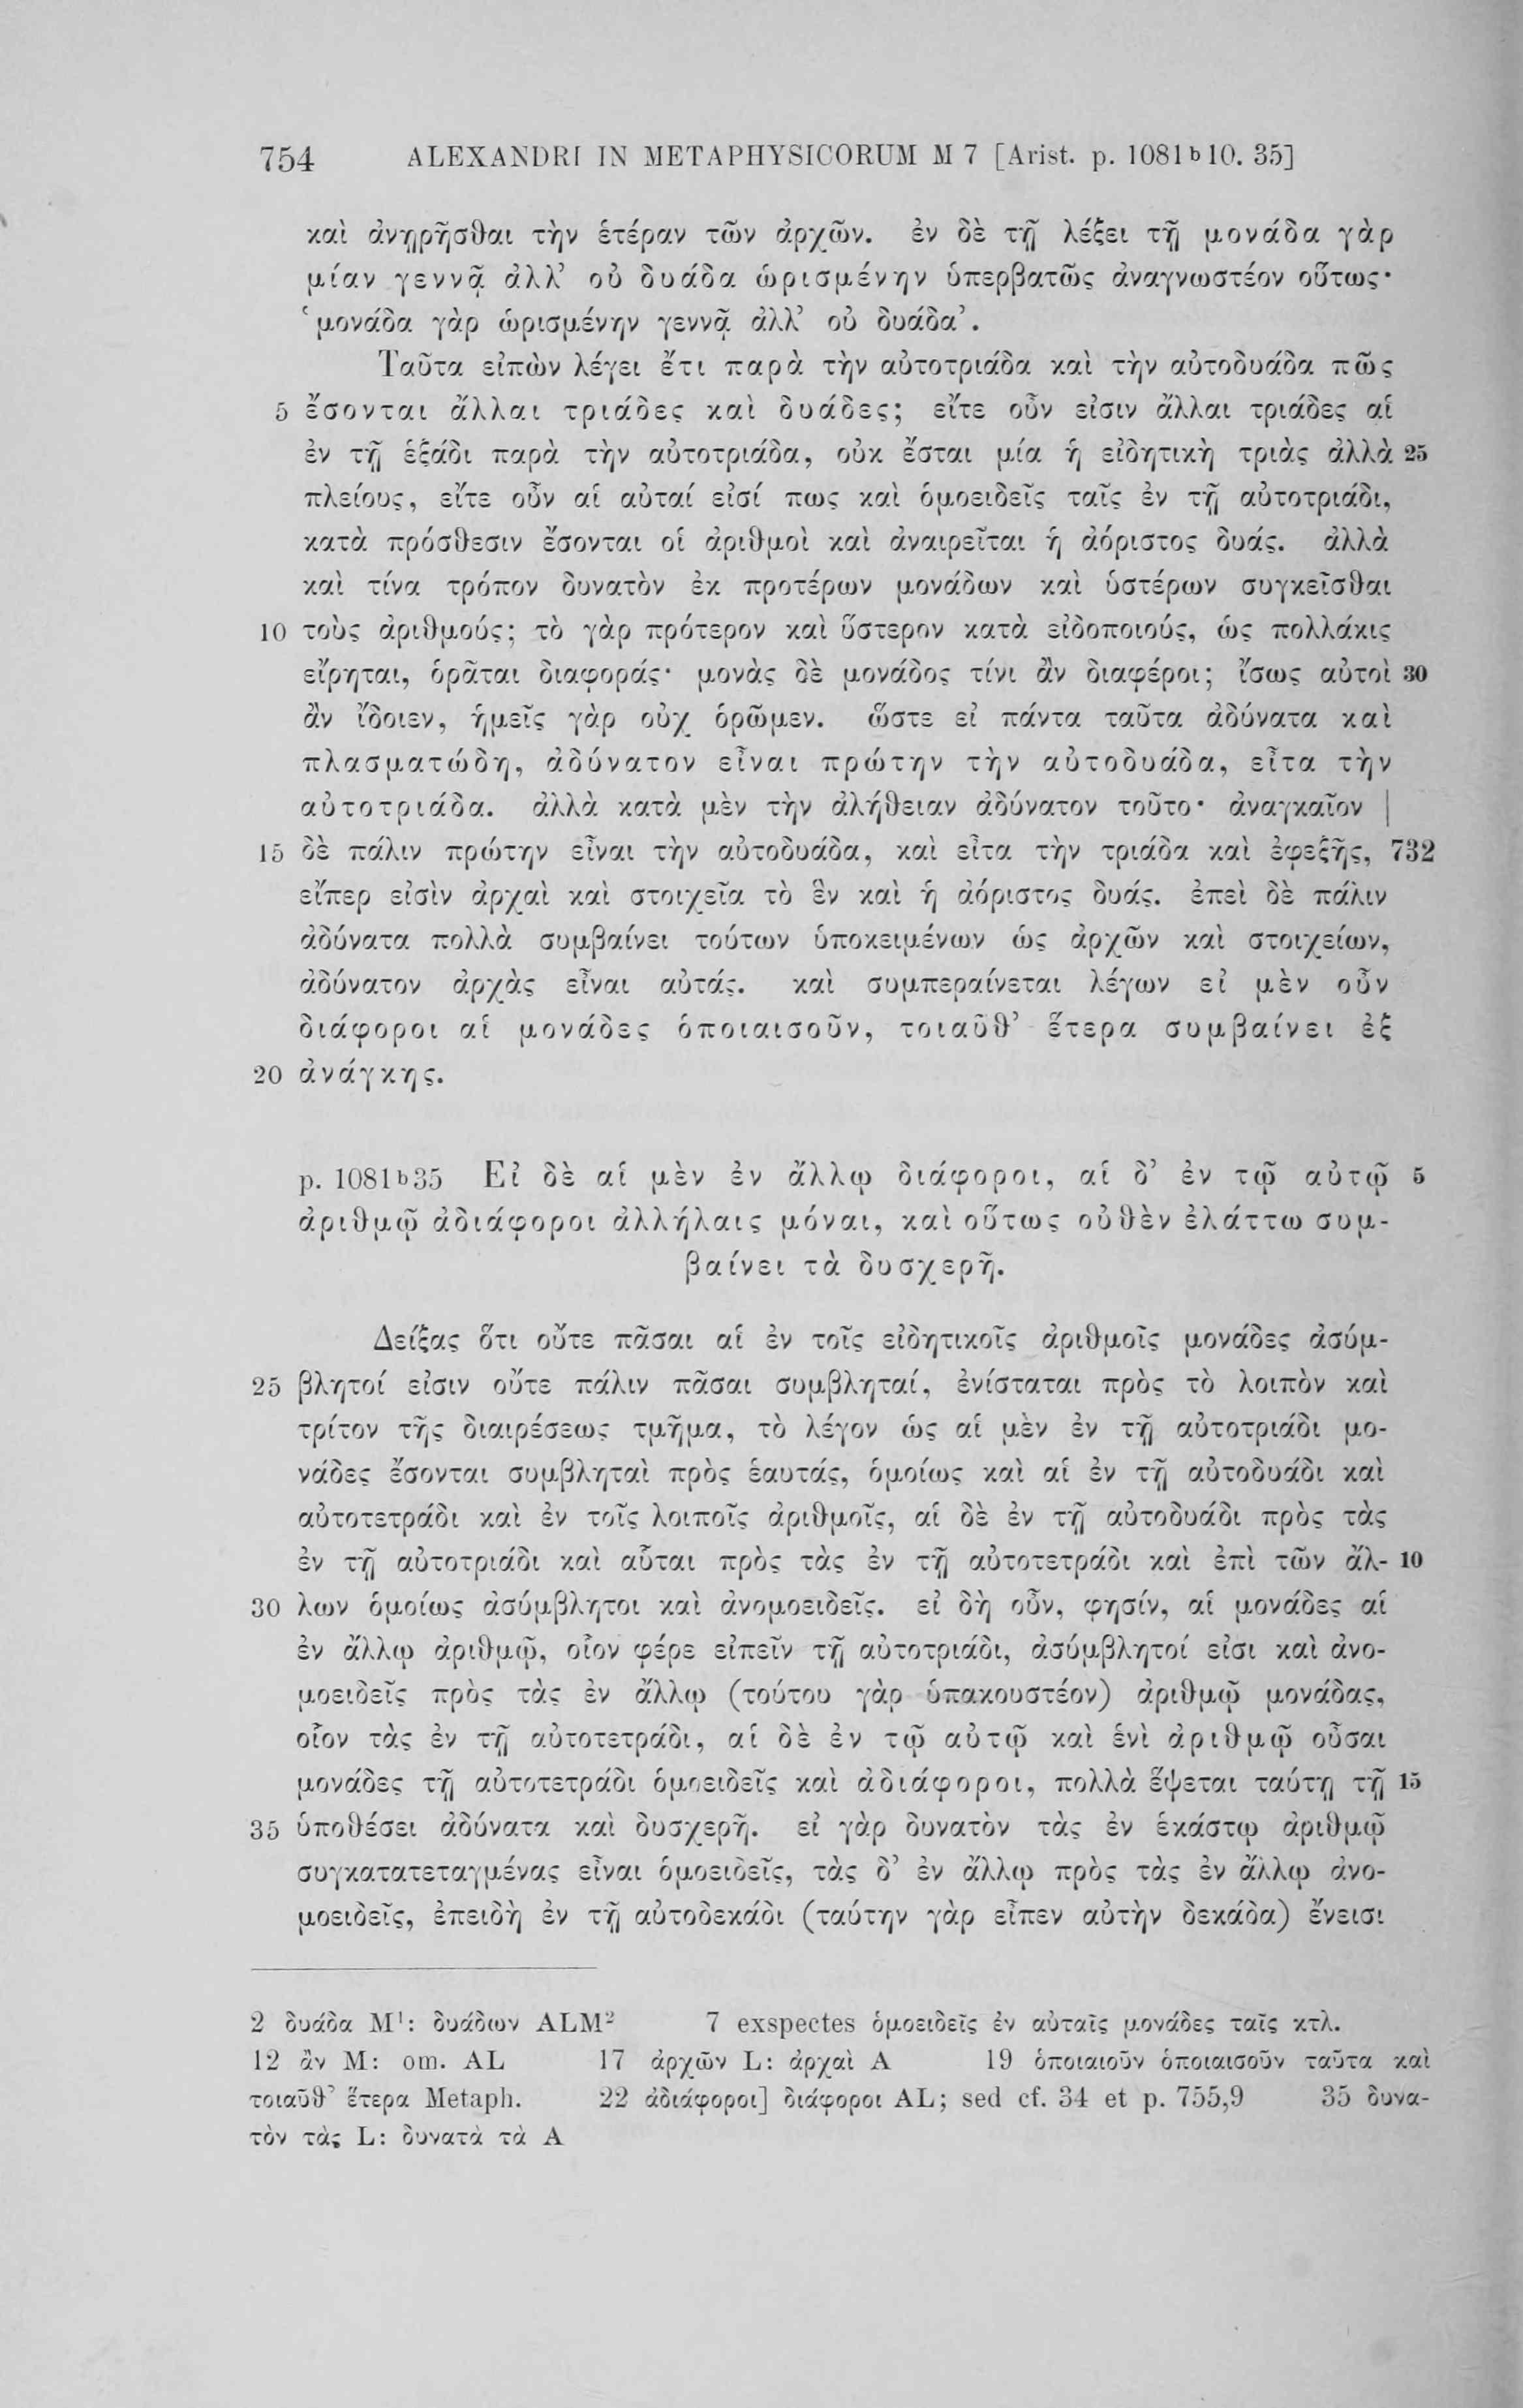 754 ALEXANDRI IN METAPHYSICORUM M 7 [Arist. p. 1081ᵇ10. 35]
καὶ ἀνῃρῆσθαι τὴν ἑτέραν τῶν ἀρχῶν. ἐν δὲ τῇ λέξει τῇ μονάδα γὰρ
μίαν γεννᾷ ἀλλ’ οὐ δυάδα ὡρισμένην ὑπερβατῶς ἀναγνωστέον οὕτως·
‘μονάδα γὰρ ὡρισμένην γεννᾷ ἀλλ’ οὐ δυάδα’.
Ταῦτα εἰπὼν λέγει ἔτι παρὰ τὴν αὐτοτριάδα καὶ τὴν αὐτοδυάδα πῶς
5 ἔσονται ἄλλαι τριάδες καὶ δυάδες; εἴτε οὖν εἰσιν ἄλλαι τριάδες αἱ
ἐν τῇ ἑξάδι παρὰ τὴν αὐτοτριάδα, οὐκ ἔσται μία ἡ εἰδητικὴ τριὰς ἀλλὰ 25
πλείους, εἴτε οὖν αἱ αὐταί εἰσί πως καὶ ὁμοειδεῖς ταῖς ἐν τῇ αὐτοτριάδι,
κατὰ πρόσθεσιν ἔσονται οἱ ἀριθμοὶ καὶ ἀναιρεῖται ἡ ἀόριστος δυάς. ἀλλὰ
καὶ τίνα τρόπον δυνατὸν ἐκ προτέρων μονάδων καὶ ὑστέρων συγκεῖσθαι
10 τοὺς ἀριθμούς; τὸ γὰρ πρότερον καὶ ὕστερον κατὰ εἰδοποιούς, ὡς πολλάκις
εἴρηται, ὁρᾶται διαφοράς· μονὰς δὲ μονάδος τίνι ἂν διαφέροι; ἴσως αὐτοὶ 30
ἂν ἴδοιεν, ἡμεῖς γὰρ οὐχ ὁρῶμεν. ὥστε εἰ πάντα ταῦτα ἀδύνατα καὶ
πλασματώδη, ἀδύνατον εἶναι πρώτην τὴν αὐτοδυάδα, εἶτα τὴν
αὐτοτριάδα. ἀλλὰ κατὰ μὲν τὴν ἀλήθειαν ἀδύνατον τοῦτο· ἀναγκαῖον |
15 δὲ πάλιν πρώτην εἶναι τὴν αὐτοδυάδα, καὶ εἶτα τὴν τριάδα καὶ ἐφεξῆς, 732
εἴπερ εἰσὶν ἀρχαὶ καὶ στοιχεῖα τὸ ἓν καὶ ἡ ἀόριστος δυάς. ἐπεὶ δὲ πάλιν
ἀδύνατα πολλὰ συμβαίνει τούτων ὑποκειμένων ὡς ἀρχῶν καὶ στοιχείων,
ἀδύνατον ἀρχὰς εἶναι αὐτάς. καὶ συμπεραίνεται λέγων εἰ μὲν οὖν
διάφοροι αἱ μονάδες ὁποιαισοῦν, τοιαῦθ’ ἕτερα συμβαίνει ἐξ
20 ἀνάγκης.
p. 1081ᵇ35 Εἰ δὲ αἱ μὲν ἐν ἄλλῳ διάφοροι, αἱ δ’ ἐν τῷ αὐτῷ 5
ἀριθμῷ ἀδιάφοροι ἀλλήλαις μόναι, καὶ οὕτως οὐθὲν ἐλάττω συμ-
βαίνει τὰ δυσχερῆ.
Δείξας ὅτι οὔτε πᾶσαι αἱ ἐν τοῖς εἰδητικοῖς ἀριθμοῖς μονάδες ἀσύμ-
25 βλητοί εἰσιν οὔτε πάλιν πᾶσαι συμβληταί, ἐνίσταται πρὸς τὸ λοιπὸν καὶ
τρίτον τῆς διαιρέσεως τμῆμα, τὸ λέγον ὡς αἱ μὲν ἐν τῇ αὐτοτριάδι μο-
νάδες ἔσονται συμβληταὶ πρὸς ἑαυτάς, ὁμοίως καὶ αἱ ἐν τῇ αὐτοδυάδι καὶ
αὐτοτετράδι καὶ ἐν τοῖς λοιποῖς ἀριθμοῖς, αἱ δὲ ἐν τῇ αὐτοδυάδι πρὸς τὰς
ἐν τῇ αὐτοτριάδι καὶ αὗται πρὸς τὰς ἐν τῇ αὐτοτετράδι καὶ ἐπὶ τῶν ἄλ- 10
30 λων ὁμοίως ἀσύμβλητοι καὶ ἀνομοειδεῖς. εἰ δὴ οὖν, φησίν, αἱ μονάδες αἱ
ἐν ἄλλῳ ἀριθμῷ, οἷον φέρε εἰπεῖν τῇ αὐτοτριάδι, ἀσύμβλητοί εἰσι καὶ ἀνο-
μοειδεῖς πρὸς τὰς ἐν ἄλλῳ (τούτου γὰρ ὑπακουστέον) ἀριθμῷ μονάδας,
οἷον τὰς ἐν τῇ αὐτοτετράδι, αἱ δὲ ἐν τῷ αὐτῷ καὶ ἑνὶ ἀριθμῷ οὖσαι
μονάδες τῇ αὐτοτετράδι ὁμοειδεῖς καὶ ἀδιάφοροι, πολλὰ ἕψεται ταύτῃ τῇ 15
35 ὑποθέσει ἀδύνατα καὶ δυσχερῆ. εἰ γὰρ δυνατὸν τὰς ἐν ἑκάστῳ ἀριθμῷ
συγκατατεταγμένας εἶναι ὁμοειδεῖς, τὰς δ’ ἐν ἄλλῳ πρὸς τὰς ἐν ἄλλῳ ἀνο-
μοειδεῖς, ἐπειδὴ ἐν τῇ αὐτοδεκάδι (ταύτην γὰρ εἶπεν αὐτὴν δεκάδα) ἔνεισι
2 δυάδα M¹: δυάδων ALM² 7 exspectes ὁμοειδεῖς ἐν αὐταῖς μονάδες ταῖς κτλ.
12 ἂν M: om. AL 17 ἀρχῶν L: ἀρχαὶ A 19 ὁποιαιοῦν ὁποιαισοῦν ταῦτα καὶ
τοιαῦθ’ ἕτερα Metaph. 22 ἀδιάφοροι] διάφοροι AL; sed cf. 34 et p. 755,9 35 δυνα-
τὸν τὰς L: δυνατὰ τὰ A